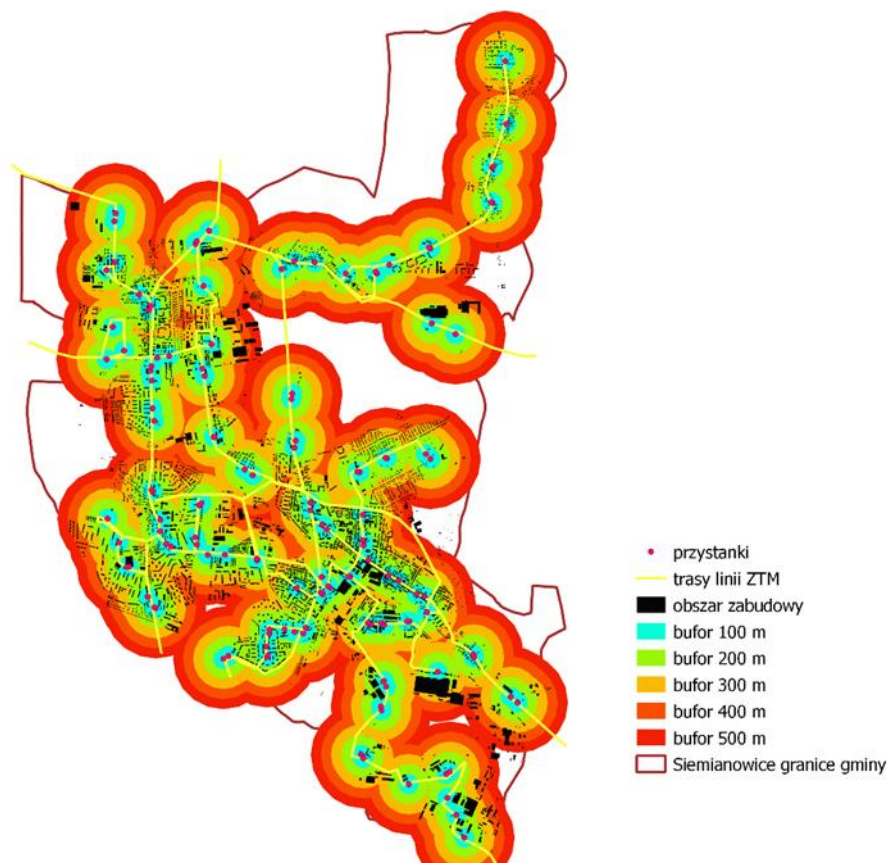 przystanki
trasy linii ZTM
obszar zabudowy
bufor 100 m
bufor 200 m
bufor 300 m
bufor 400 m
bufor 500 m
Siemianowice granice gminy